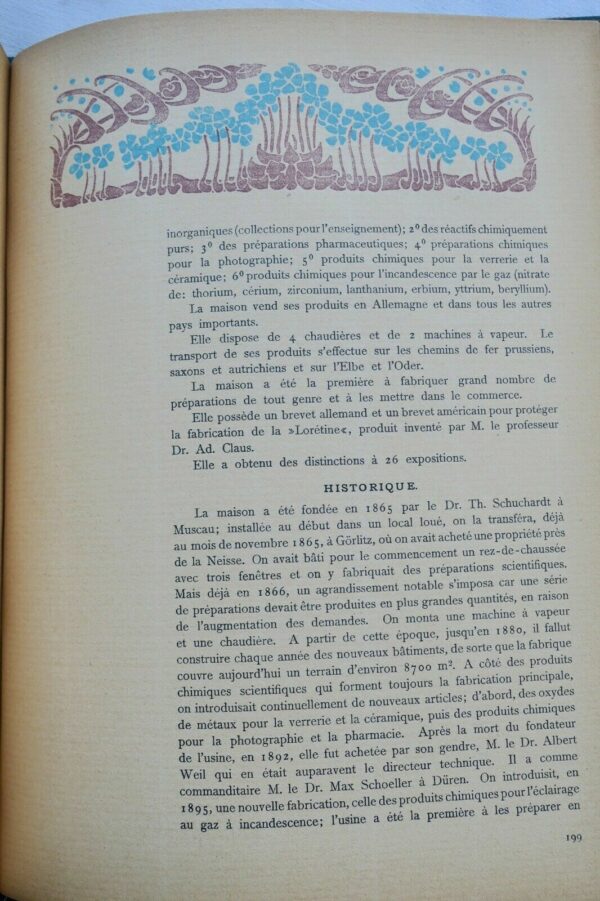 inorganiques (collections pour l'enseignement); 2⁰ des réactifs chimiquement
purs; 3⁰ des préparations pharmaceutiques; 4⁰ préparations chimiques
pour la photographie; 5⁰ produits chimiques pour la verrerie et la
céramique; 6⁰ produits chimiques pour l'incandescence par le gaz (nitrate
de: thorium, cérium, zirconium, lanthanium, erbium, yttrium, beryllium).
La maison vend ses produits en Allemagne et dans tous les autres
pays importants.
Elle dispose de 4 chaudières et de 2 machines à vapeur. Le
transport de ses produits s'effectue sur les chemins de fer prussiens,
saxons et autrichiens et sur l'Elbe et l'Oder.
La maison a été la première à fabriquer grand nombre de
préparations de tout genre et à les mettre dans le commerce.
Elle possède un brevet allemand et un brevet américain pour protéger
la fabrication de la »Lorétine«, produit inventé par M. le professeur
Dr. Ad. Claus.
Elle a obtenu des distinctions à 26 expositions.
HISTORIQUE.
La maison a été fondée en 1865 par le Dr. Th. Schuchardt à
Muscau; installée au début dans un local loué, on la transféra, déjà
au mois de novembre 1865, à Görlitz, où on avait acheté une propriété près
de la Neisse. On avait bâti pour le commencement un rez-de-chaussée
avec trois fenêtres et on y fabriquait des préparations scientifiques.
Mais déjà en 1866, un agrandissement notable s'imposa car une série
de préparations devait être produites en plus grandes quantités, en raison
de l'augmentation des demandes. On monta une machine à vapeur
et une chaudière. A partir de cette époque, jusqu'en 1880, il fallut
construire chaque année des nouveaux bâtiments, de sorte que la fabrique
couvre aujourd'hui un terrain d'environ 8700 m². A côté des produits
chimiques scientifiques qui forment toujours la fabrication principale,
on introduisait continuellement de nouveaux articles; d'abord, des oxydes
de métaux pour la verrerie et la céramique, puis des produits chimiques
pour la photographie et la pharmacie. Après la mort du fondateur
de l'usine, en 1892, elle fut achetée par son gendre, M. le Dr. Albert
Weil qui en était auparavent le directeur technique. Il a comme
commanditaire M. le Dr. Max Schoeller à Düren. On introduisit, en
1895, une nouvelle fabrication, celle des produits chimiques pour l'éclairage
au gaz à incandescence; l'usine a été la première à les préparer en
199